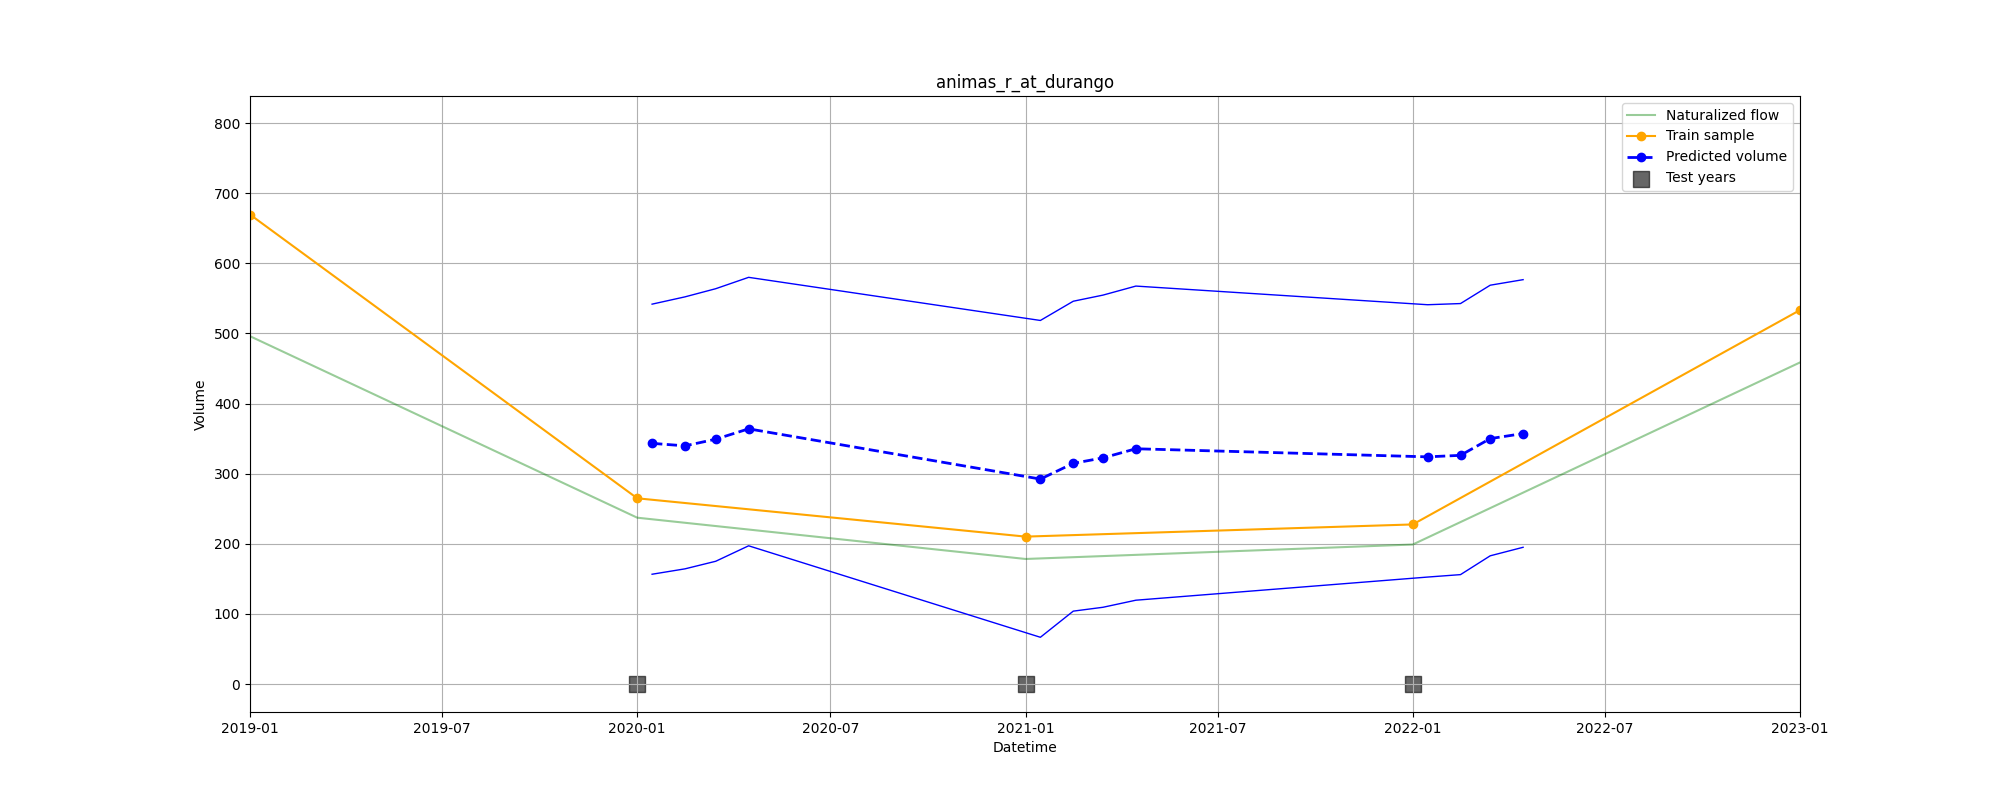 animas_r_at_durango
Naturalized flow
Train sample
Predicted volume
Test years
Volume
800
700
600
500
400
300
200
100
0
2019-01
2019-07
2020-01
2020-07
2021-01
2021-07
2022-01
2022-07
2023-01
Datetime